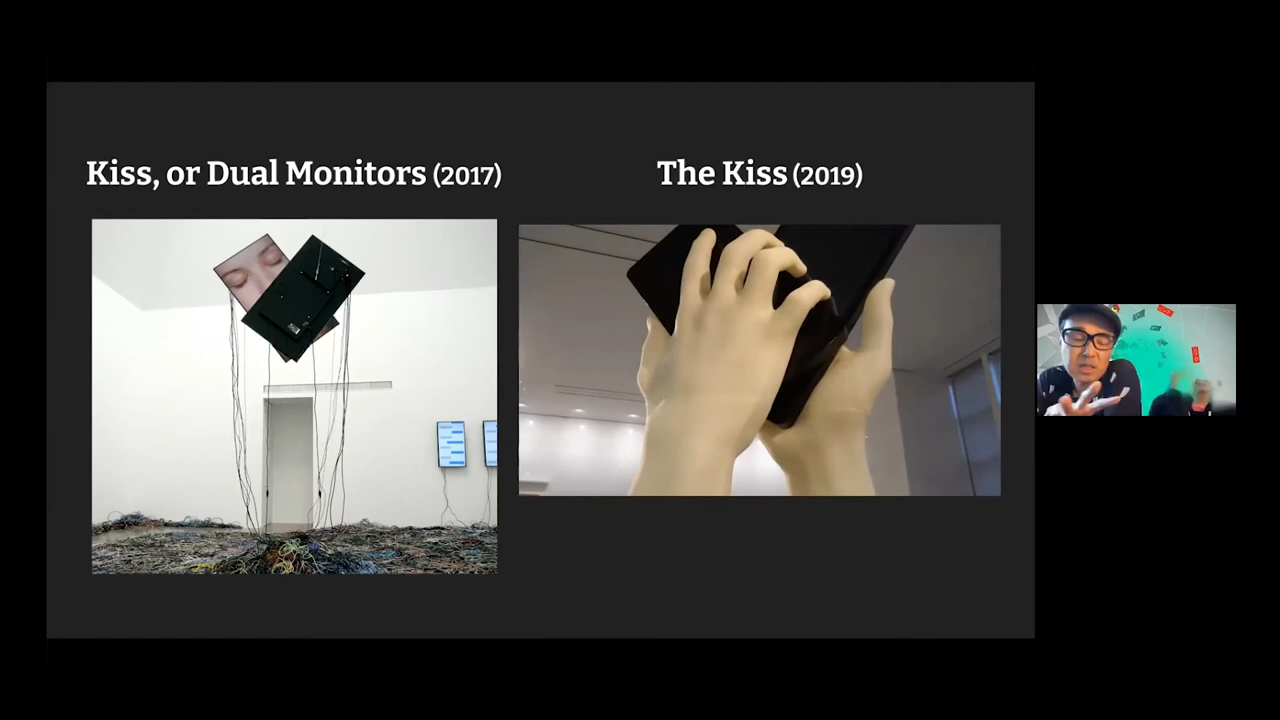 Kiss, or Dual Monitors (2017)
The Kiss (2019)